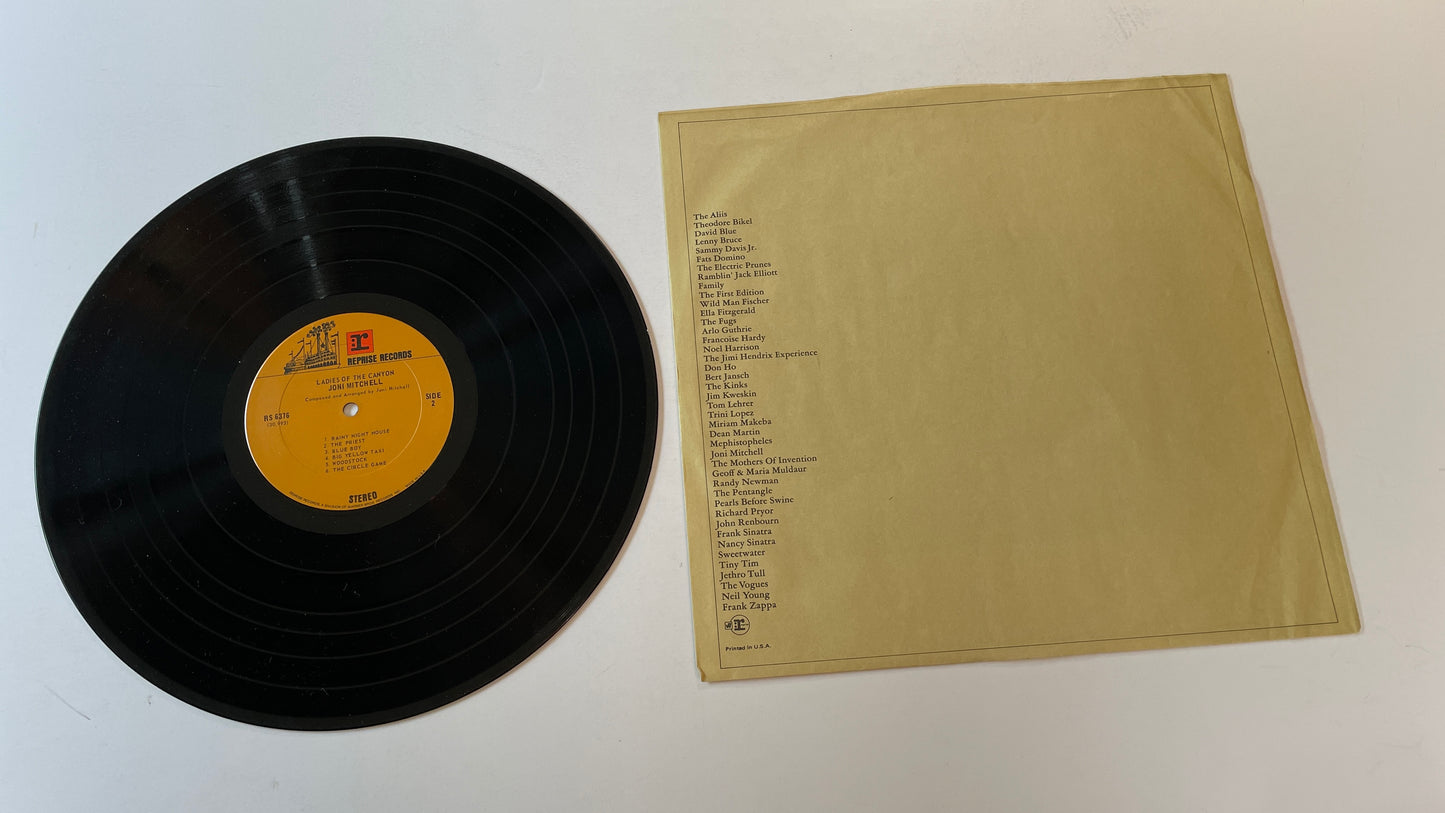 r
REPRISE RECORDS
LADIES OF THE CANYON
JONI MITCHELL
Composed and Arranged by Joni Mitchell
RS 6376
SIDE
2
1. RAINY NIGHT HOUSE
2. THE PRIEST
3. BLUE BOY
4. BIG YELLOW TAXI
5. WOODSTOCK
6. THE CIRCLE GAME
STEREO
The Aliis
Theodore Bikel
David Blue
Lenny Bruce
Sammy Davis Jr.
Fats Domino
The Electric Prunes
Ramblin' Jack Elliott
Family
The First Edition
Wild Man Fischer
Ella Fitzgerald
The Fugs
Arlo Guthrie
Francoise Hardy
Noel Harrison
The Jimi Hendrix Experience
Don Ho
Bert Jansch
The Kinks
Jim Kweskin
Tom Lehrer
Trini Lopez
Miriam Makeba
Dean Martin
Mephistopheles
Joni Mitchell
The Mothers Of Invention
Geoff & Maria Muldaur
Randy Newman
The Pentangle
Pearls Before Swine
Richard Pryor
John Renbourn
Frank Sinatra
Nancy Sinatra
Sweetwater
Tiny Tim
Jethro Tull
The Vogues
Neil Young
Frank Zappa
Printed in U.S.A.